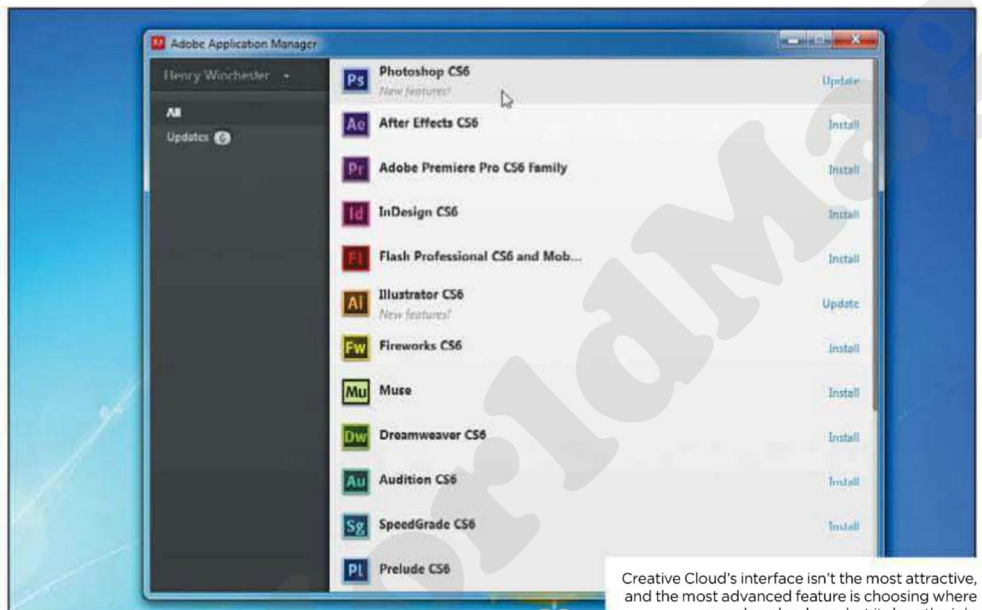 Adobe Application Manager
Henry Winchester
All
Updates 6
Ps Photoshop CS6 Update
New features!
Ae After Effects CS6 Install
Pr Adobe Premiere Pro CS6 Family Install
Id InDesign CS6 Install
Fl Flash Professional CS6 and Mob... Install
Ai Illustrator CS6 Update
New features!
Fw Fireworks CS6 Install
Mu Muse Install
Dw Dreamweaver CS6 Install
Au Audition CS6 Install
Sg SpeedGrade CS6 Install
Pl Prelude CS6
Creative Cloud's interface isn't the most attractive,
and the most advanced feature is choosing where